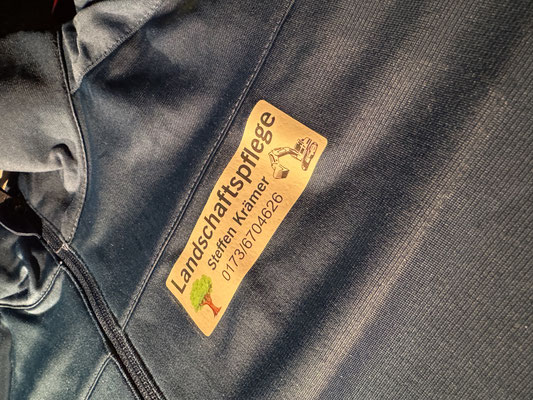 Landschaftspflege
Steffen Krämer
0173/6704626